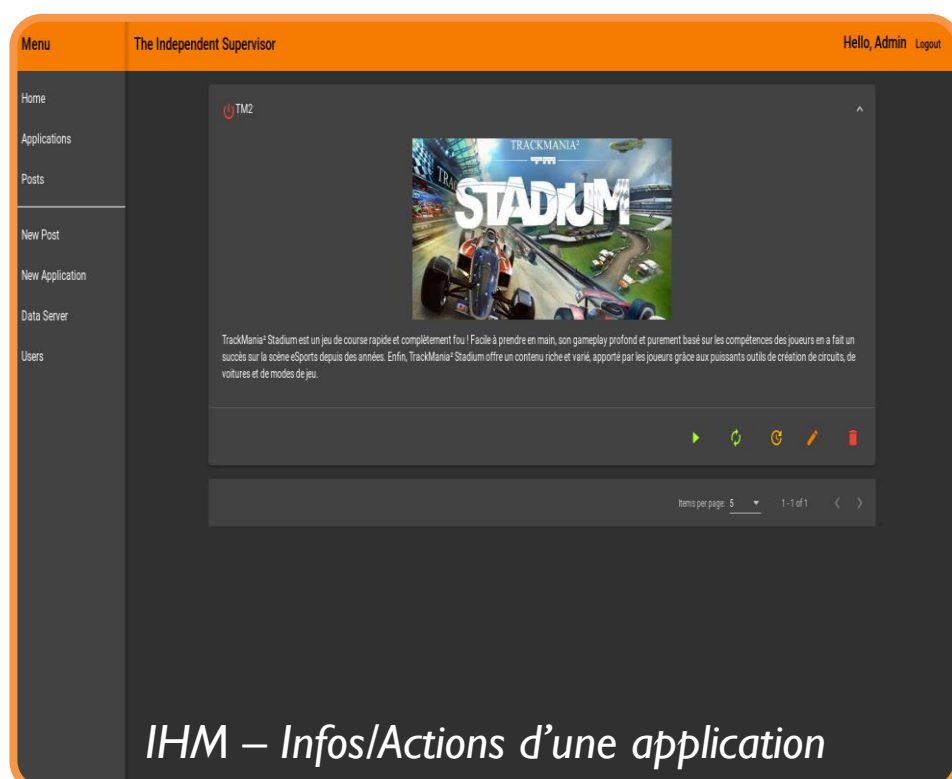 Menu
The Independent Supervisor
Hello, Admin Logout
Home
Applications
Posts
New Post
New Application
Data Server
Users
TM2
TRACKMANIA²
TM
STADIUM
TrackMania² Stadium est un jeu de course rapide et complètement fou ! Facile à prendre en main, son gameplay profond et purement basé sur les compétences des joueurs en a fait un
succès sur la scène eSports depuis des années. Enfin, TrackMania² Stadium offre un contenu riche et varié, apporté par les joueurs grâce aux puissants outils de création de circuits, de
voitures et de modes de jeu.
Items per page: 5 1 - 1 of 1
IHM – Infos/Actions d'une application